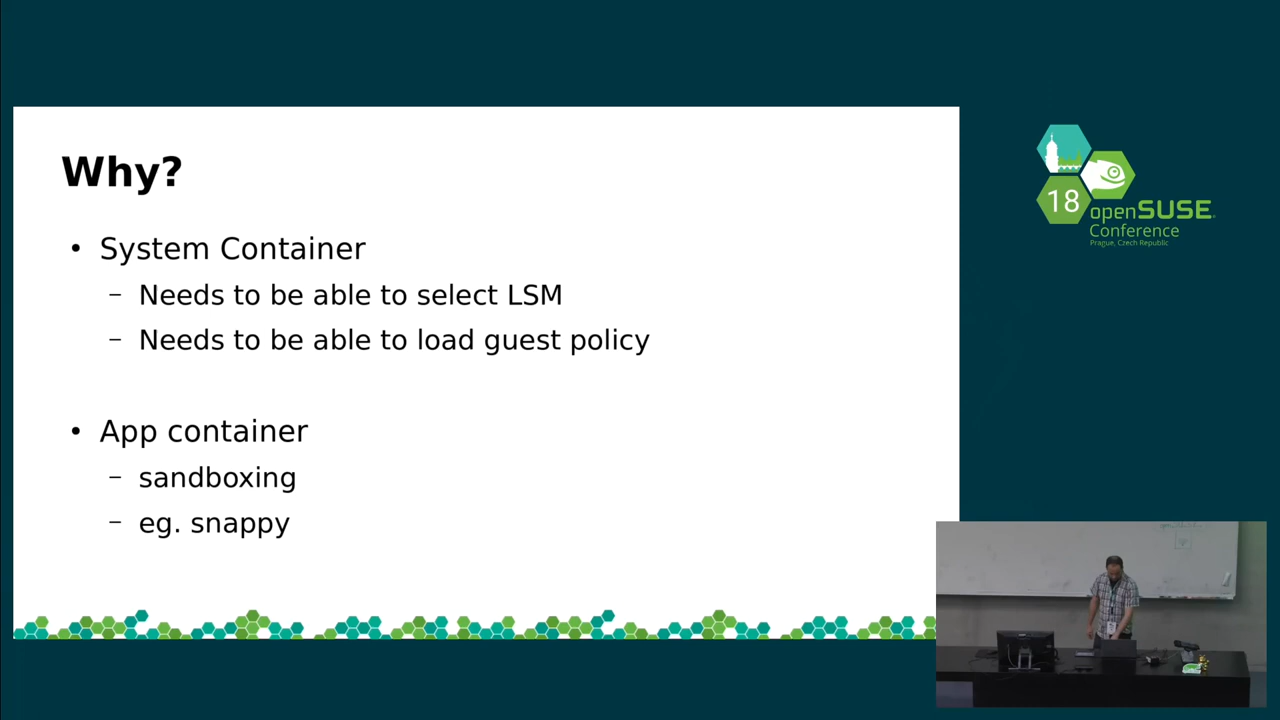 Why?
• System Container
– Needs to be able to select LSM
– Needs to be able to load guest policy
• App container
– sandboxing
– eg. snappy
18
openSUSE
Conference
Prague, Czech Republic